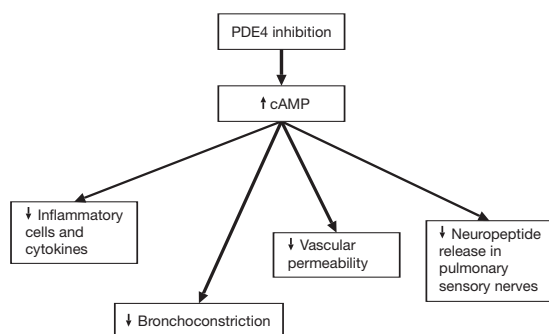 PDE4 inhibition
↑ cAMP
↓ Inflammatory
cells and
cytokines
↓ Bronchoconstriction
↓ Vascular
permeability
↓ Neuropeptide
release in
pulmonary
sensory nerves